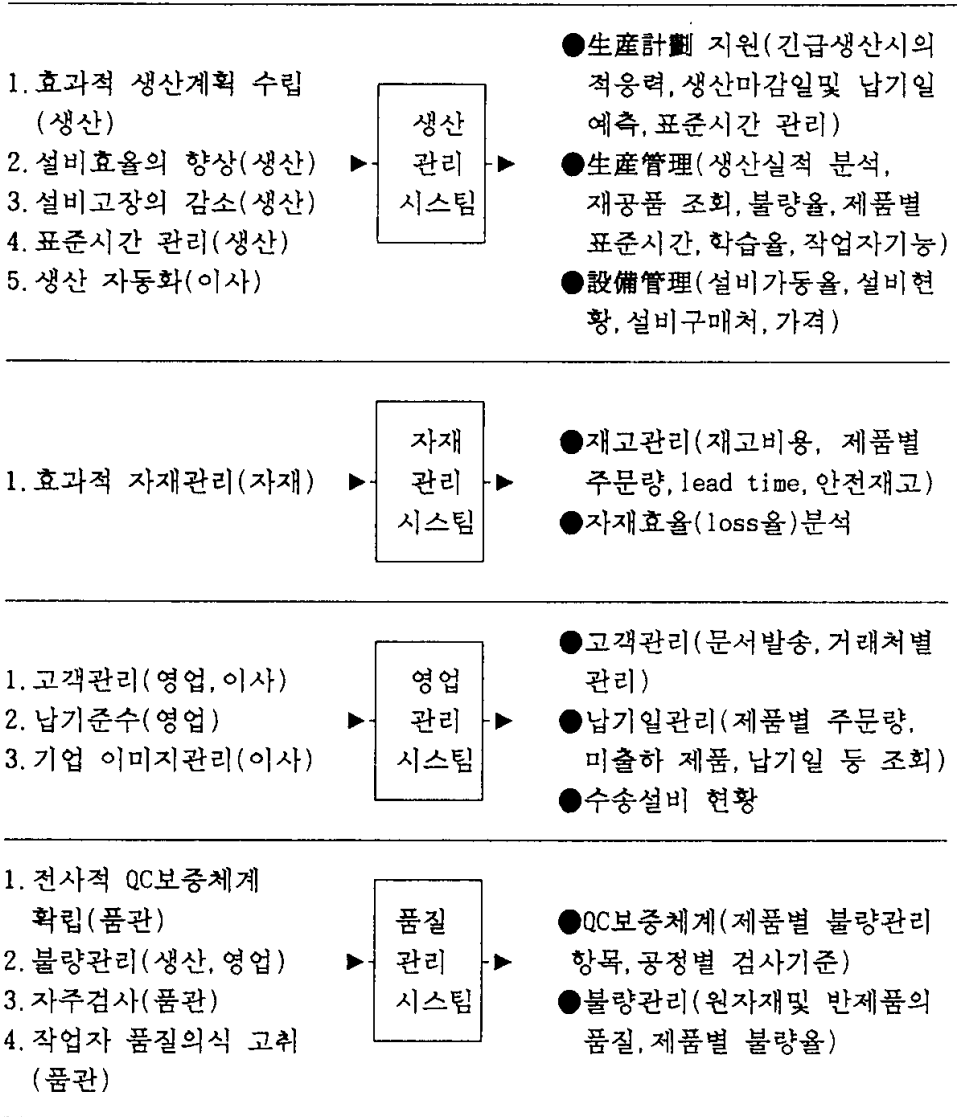 1. 효과적 생산계획 수립
(생산)
2. 설비효율의 향상(생산)
3. 설비고장의 감소(생산)
4. 표준시간 관리(생산)
5. 생산 자동화(이사)
생산
관리
시스팀
●生産計劃 지원(긴급생산시의
적응력, 생산마감일및 납기일
예측, 표준시간 관리)
●生産管理(생산실적 분석,
재공품 조회, 불량율, 제품별
표준시간, 학습율, 작업자기능)
●設備管理(설비가동율, 설비현
황, 설비구매처, 가격)
1. 효과적 자재관리(자재)
자재
관리
시스팀
●재고관리(재고비용, 제품별
주문량, lead time, 안전재고)
●자재효율(loss율)분석
1. 고객관리(영업, 이사)
2. 납기준수(영업)
3. 기업 이미지관리(이사)
영업
관리
시스팀
●고객관리(문서발송, 거래처별
관리)
●납기일관리(제품별 주문량,
미출하 제품, 납기일 등 조회)
●수송설비 현황
1. 전사적 QC보증체계
확립(품관)
2. 불량관리(생산, 영업)
3. 자주검사(품관)
4. 작업자 품질의식 고취
(품관)
품질
관리
시스팀
●QC보증체계(제품별 불량관리
항목, 공정별 검사기준)
●불량관리(원자재및 반제품의
품질, 제품별 불량율)